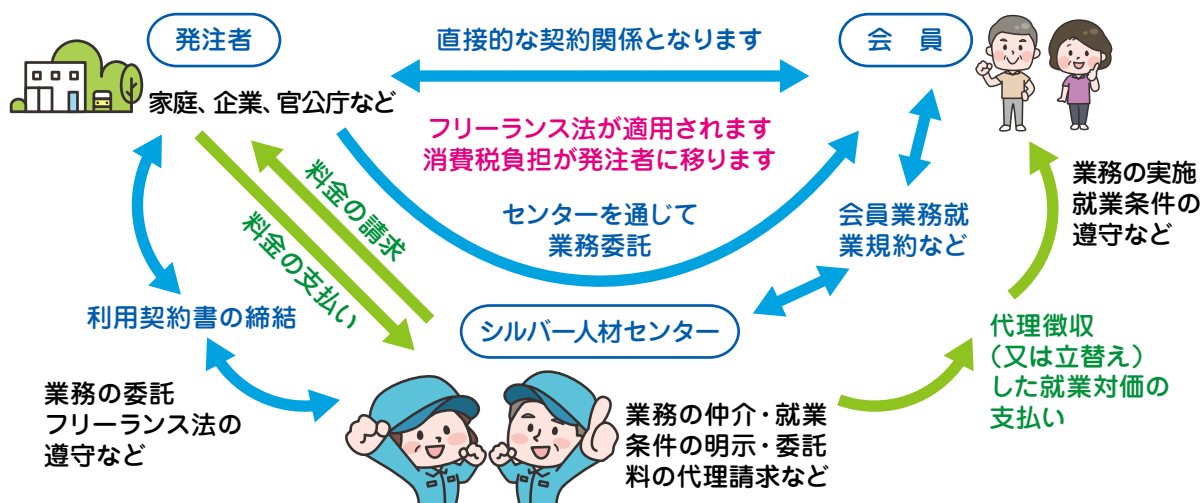 発注者
家庭、企業、官公庁など
直接的な契約関係となります
会　員
フリーランス法が適用されます
消費税負担が発注者に移ります
センターを通じて
業務委託
料金の請求
料金の支払い
会員業務就
業規約など
業務の実施
就業条件の
遵守など
利用契約書の締結
シルバー人材センター
代理徴収
（又は立替え）
した就業対価の
支払い
業務の委託
フリーランス法の
遵守など
業務の仲介・就業
条件の明示・委託
料の代理請求など